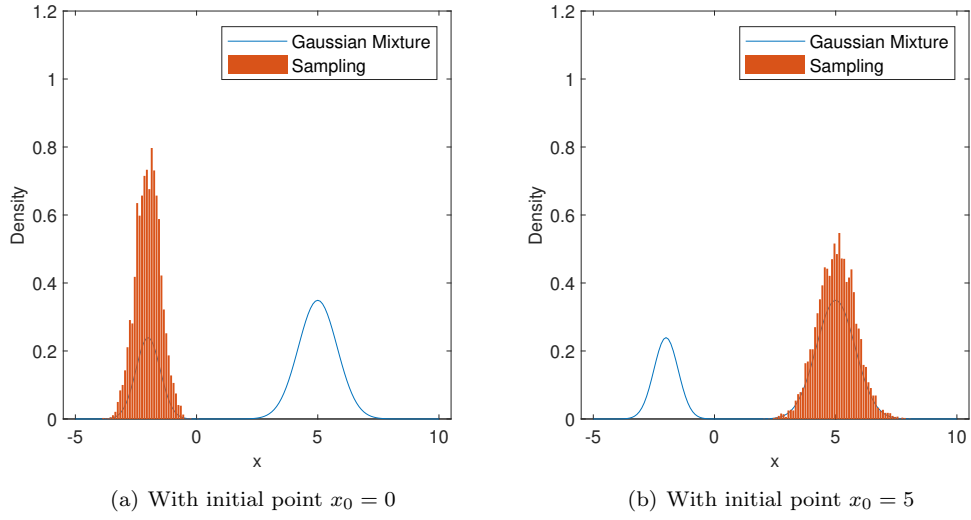 1.2
1
0.8
0.6
0.4
0.2
0
Density
-5 0 5 10
x
Gaussian Mixture
Sampling
(a) With initial point x₀ = 0
1.2
1
0.8
0.6
0.4
0.2
0
Density
-5 0 5 10
x
Gaussian Mixture
Sampling
(b) With initial point x₀ = 5